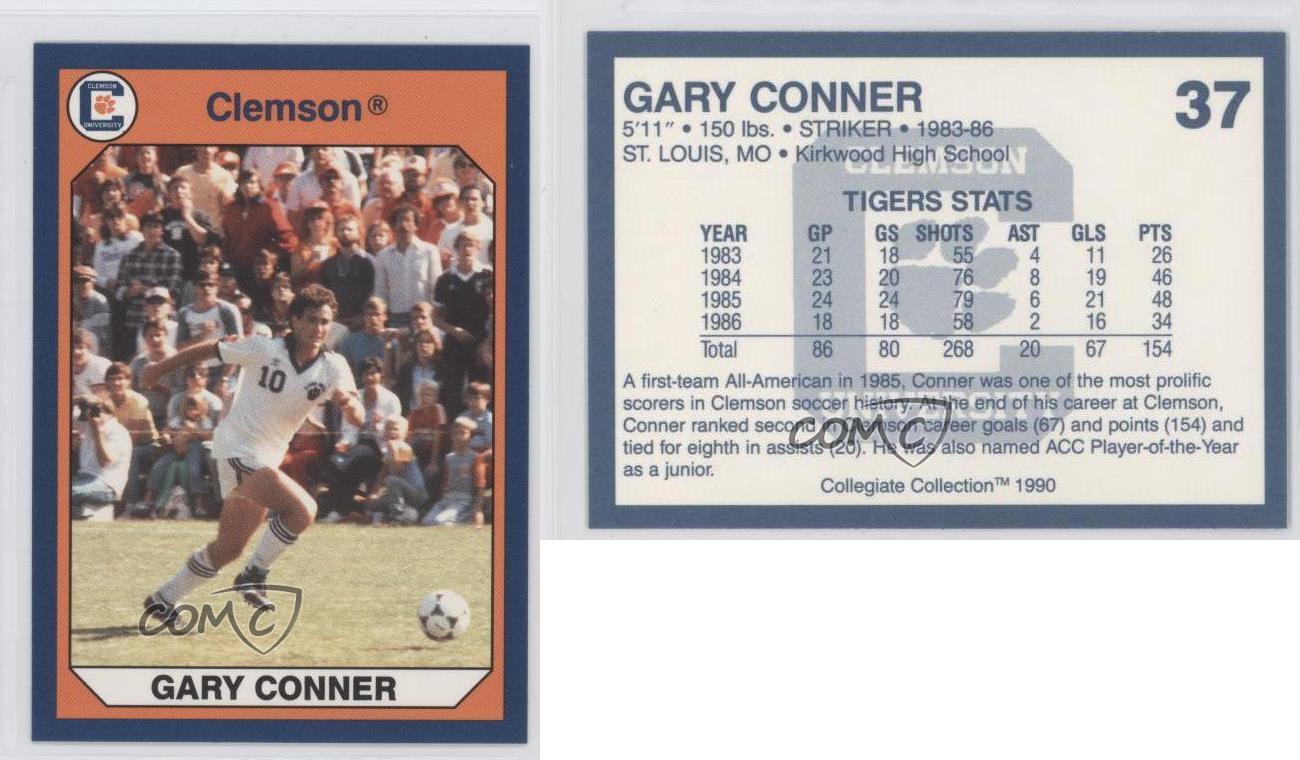 CLEMSON
UNIVERSITY
Clemson®
10
COMC
GARY CONNER
GARY CONNER
37
5'11" • 150 lbs. • STRIKER • 1983-86
ST. LOUIS, MO • Kirkwood High School
CLEMSON
TIGERS STATS
YEAR GP GS SHOTS AST GLS PTS
1983 21 18 55 4 11 26
1984 23 20 76 8 19 46
1985 24 24 79 6 21 48
1986 18 18 58 2 16 34
Total 86 80 268 20 67 154
A first-team All-American in 1985, Conner was one of the most prolific
scorers in Clemson soccer history. At the end of his career at Clemson,
Conner ranked second in Clemson career goals (67) and points (154) and
tied for eighth in assists (20). He was also named ACC Player-of-the-Year
as a junior.
UNIVERSITY
COMC
Collegiate Collection™ 1990